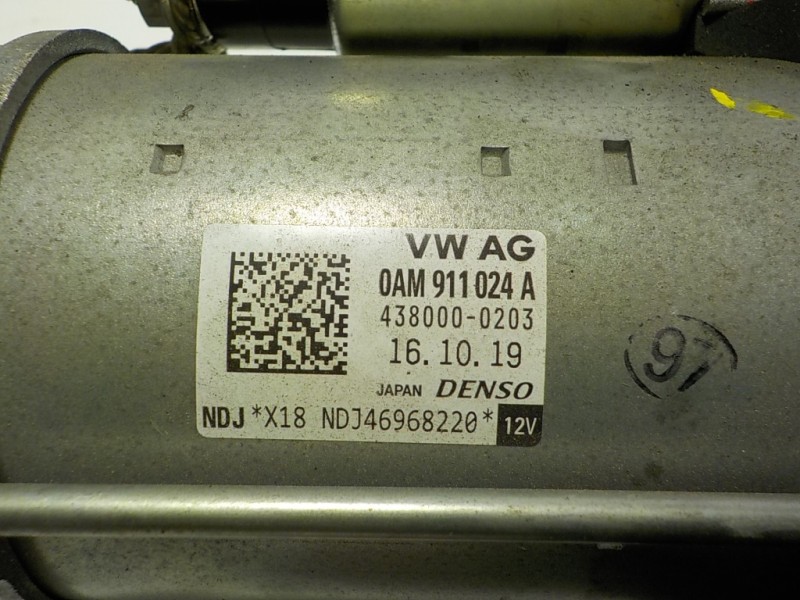 VW AG
0AM 911 024 A
438000-0203
16.10.19
JAPAN DENSO
NDJ *X18 NDJ46968220* 12V
97